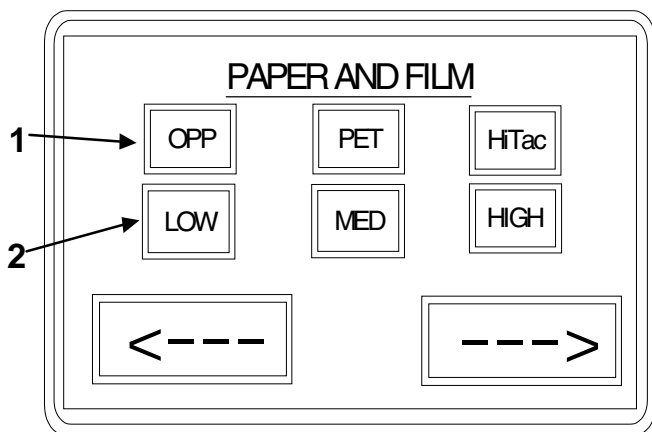 PAPER AND FILM
1 OPP PET HiTac
2 LOW MED HIGH
<--- --->